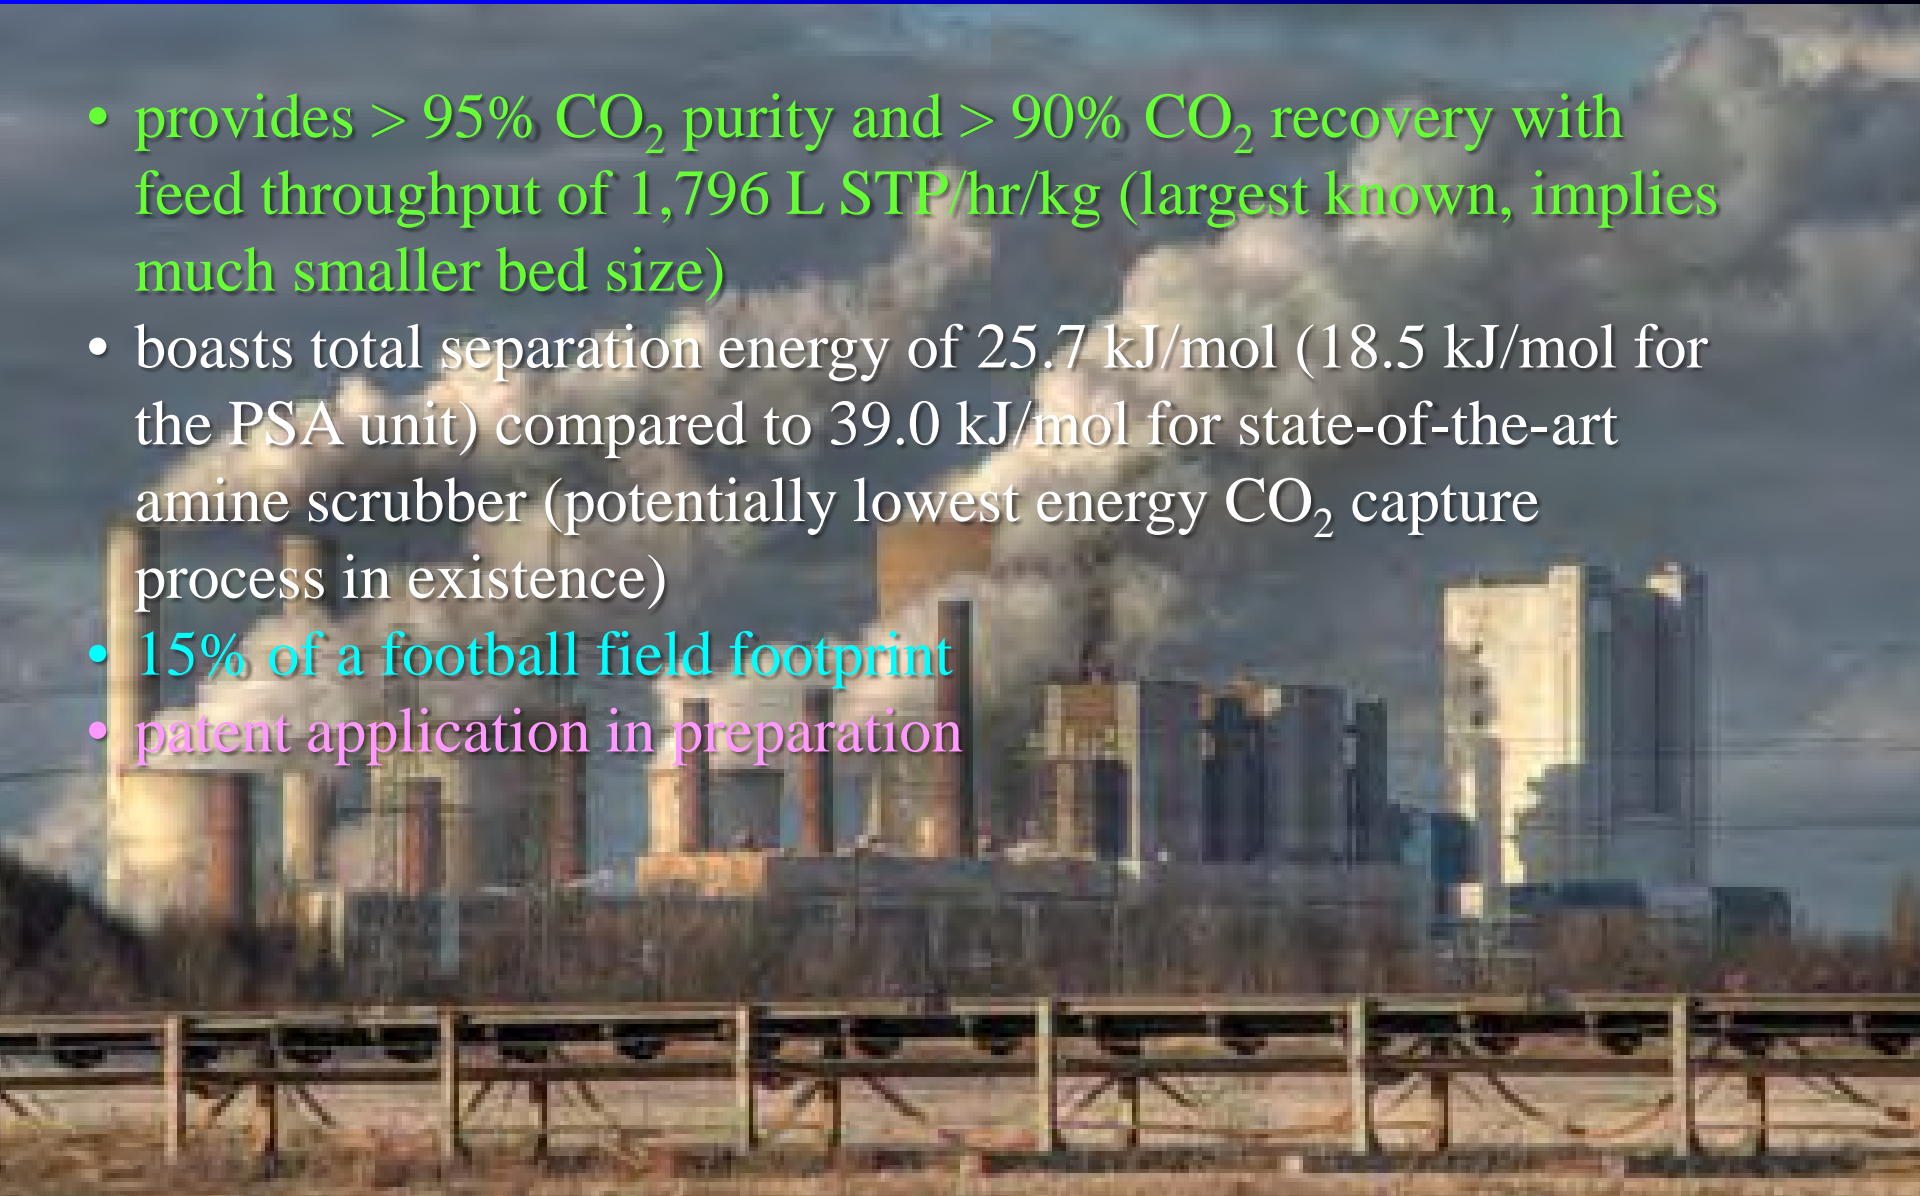 • provides > 95% CO₂ purity and > 90% CO₂ recovery with
feed throughput of 1,796 L STP/hr/kg (largest known, implies
much smaller bed size)
• boasts total separation energy of 25.7 kJ/mol (18.5 kJ/mol for
the PSA unit) compared to 39.0 kJ/mol for state-of-the-art
amine scrubber (potentially lowest energy CO₂ capture
process in existence)
• 15% of a football field footprint
• patent application in preparation